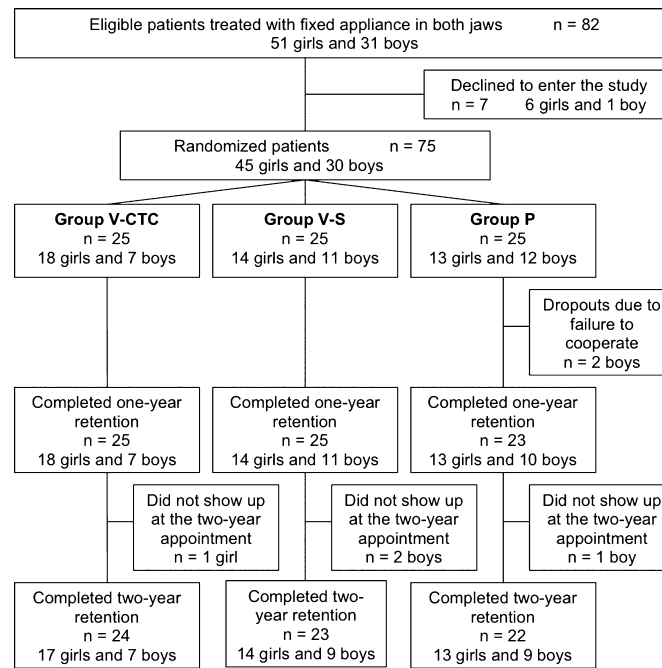 Eligible patients treated with fixed appliance in both jaws n = 82
51 girls and 31 boys
Declined to enter the study
n = 7 6 girls and 1 boy
Randomized patients n = 75
45 girls and 30 boys
Group V-CTC
n = 25
18 girls and 7 boys
Group V-S
n = 25
14 girls and 11 boys
Group P
n = 25
13 girls and 12 boys
Dropouts due to
failure to
cooperate
n = 2 boys
Completed one-year
retention
n = 25
18 girls and 7 boys
Completed one-year
retention
n = 25
14 girls and 11 boys
Completed one-year
retention
n = 23
13 girls and 10 boys
Did not show up
at the two-year
appointment
n = 1 girl
Did not show up
at the two-year
appointment
n = 2 boys
Did not show up
at the two-year
appointment
n = 1 boy
Completed two-year
retention
n = 24
17 girls and 7 boys
Completed two-
year retention
n = 23
14 girls and 9 boys
Completed two-year
retention
n = 22
13 girls and 9 boys